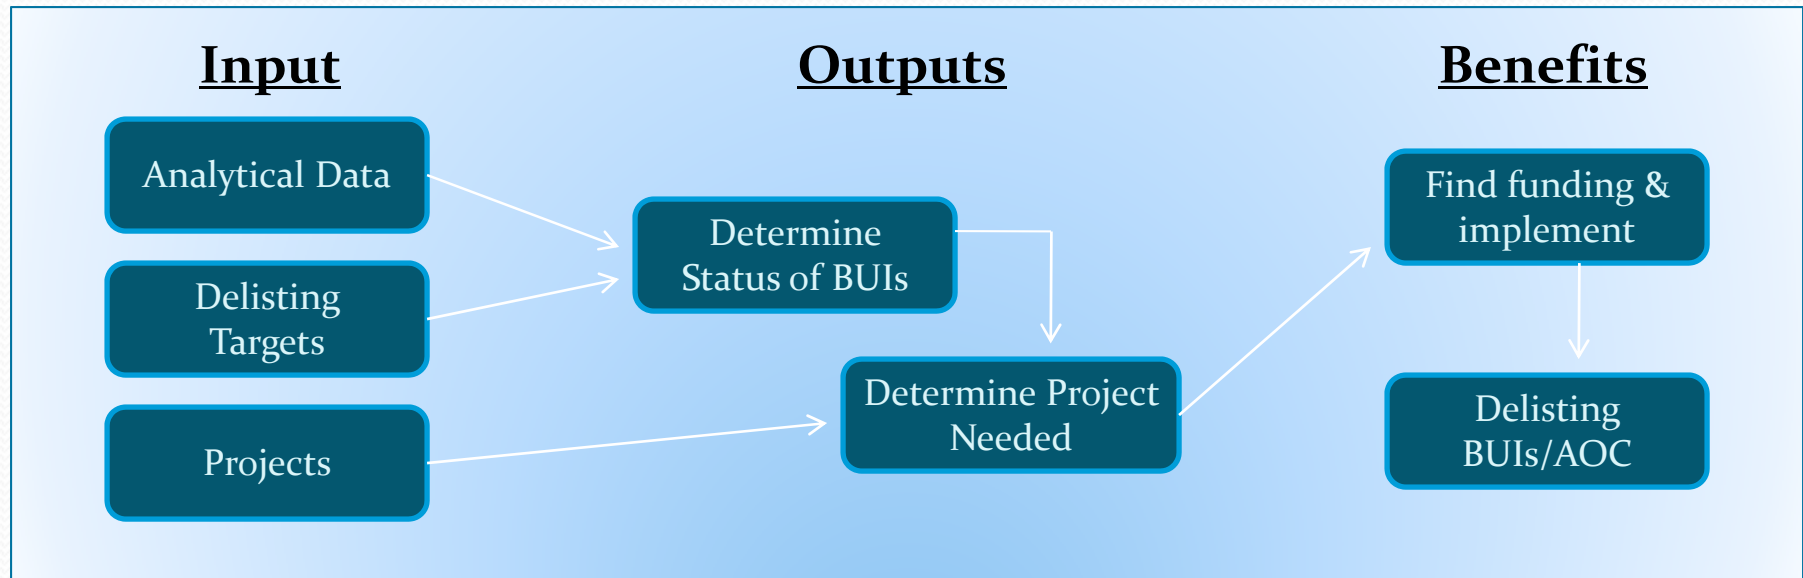 Input
Outputs
Benefits
Analytical Data
Delisting
Targets
Projects
Determine
Status of BUIs
Determine Project
Needed
Find funding &
implement
Delisting
BUIs/AOC